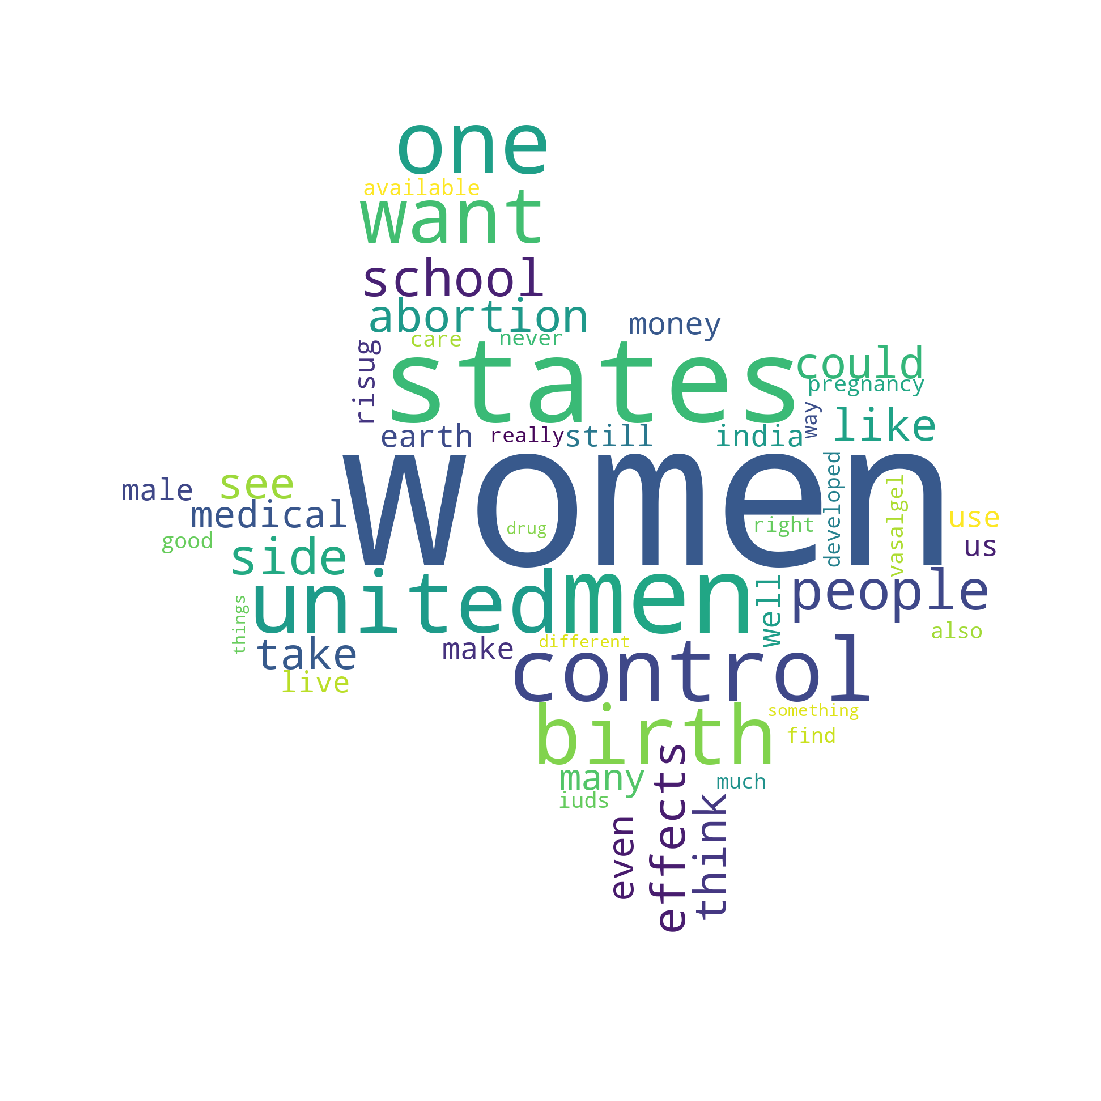 one
available
want
school
abortion
money
risug
care
never
states
could
pregnancy
way
like
earth
really
still
india
women
male
see
medical
good
drug
right
developed
vasalgel
use
us
side
united
men
well
people
things
also
take
make
different
control
live
birth
something
find
many
iuds
effects
much
even
think